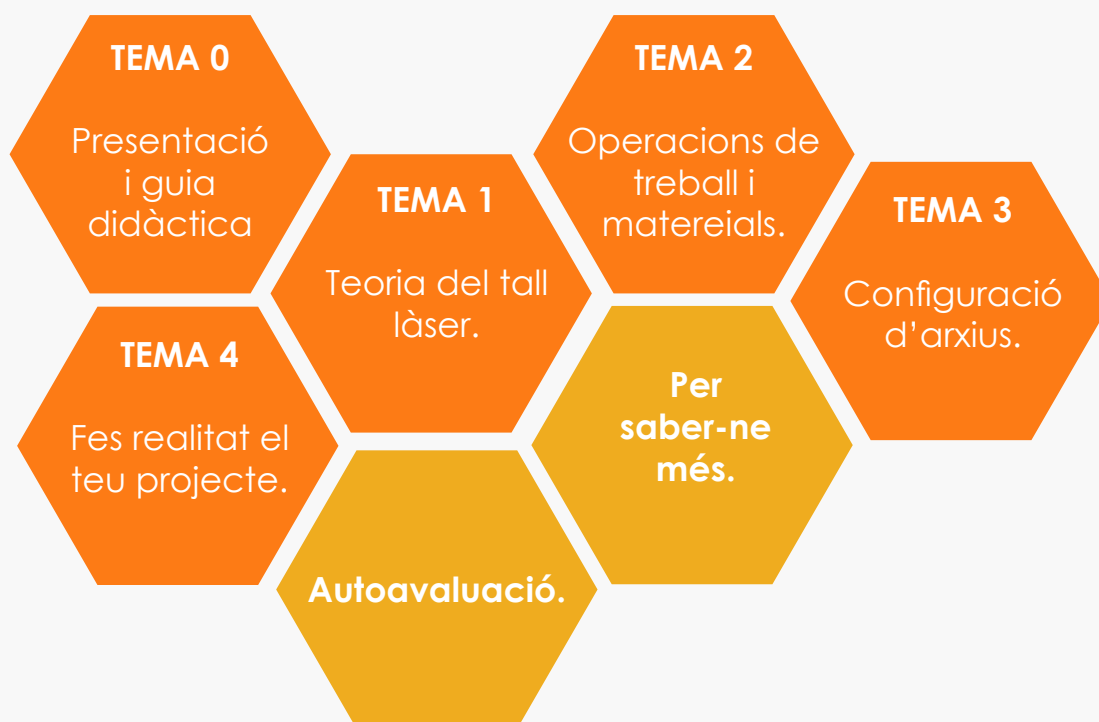 TEMA 0
Presentació
i guia
didàctica
TEMA 1
Teoria del tall
làser.
TEMA 2
Operacions de
treball i
matereials.
TEMA 3
Configuració
d’arxius.
TEMA 4
Fes realitat el
teu projecte.
Per
saber-ne
més.
Autoavaluació.